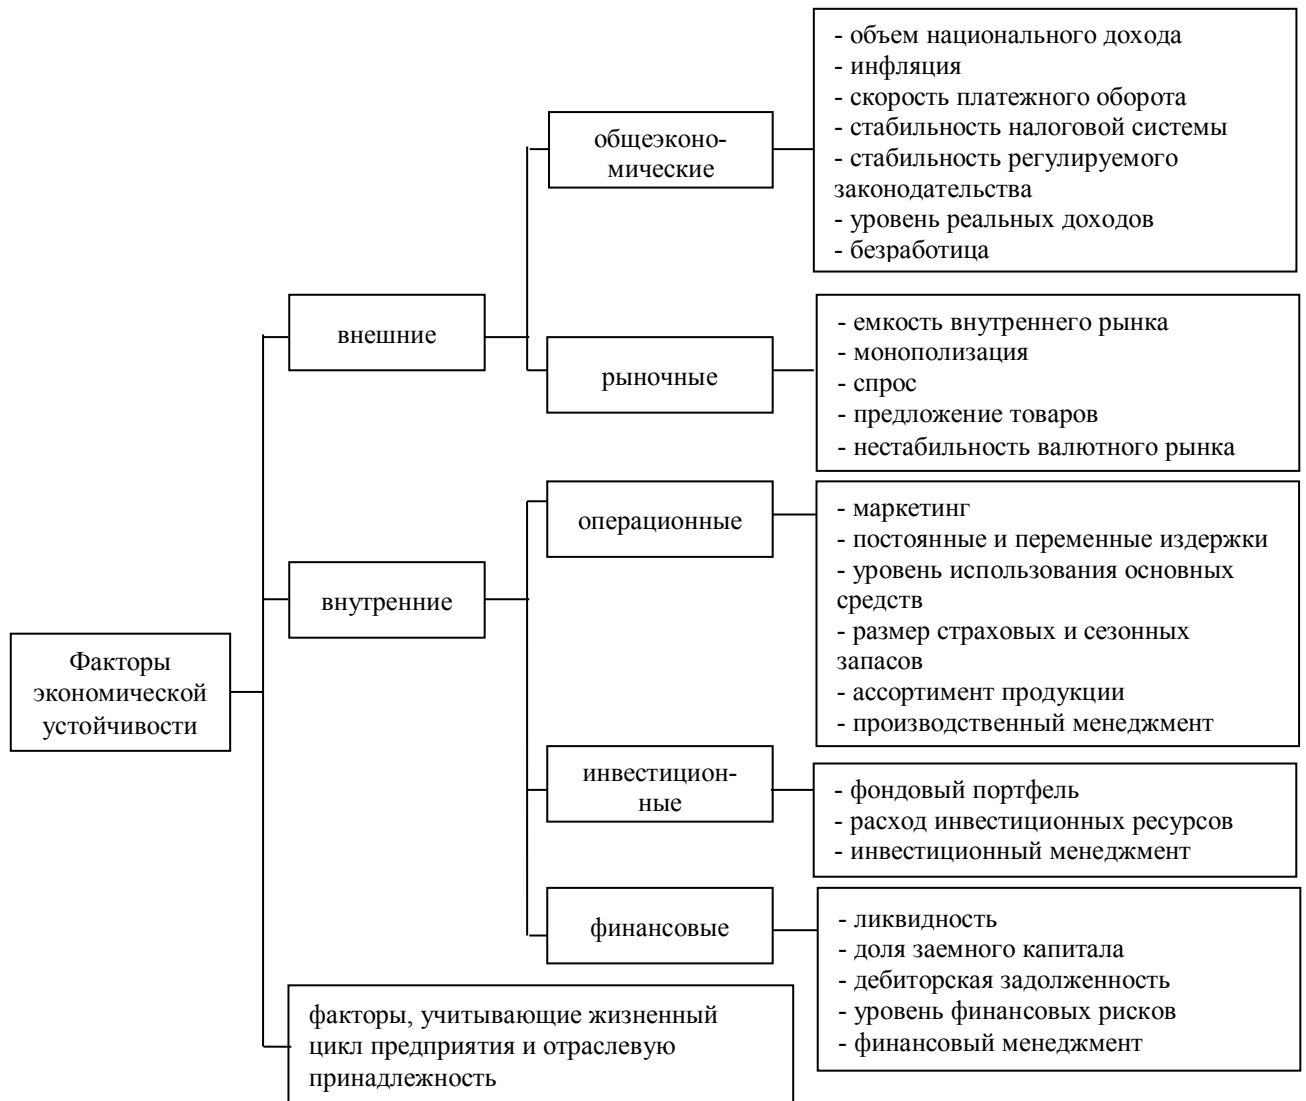 Факторы
экономической
устойчивости
внешние
общеэконо-
мические
- объем национального дохода
- инфляция
- скорость платежного оборота
- стабильность налоговой системы
- стабильность регулируемого
законодательства
- уровень реальных доходов
- безработица
рыночные
- емкость внутреннего рынка
- монополизация
- спрос
- предложение товаров
- нестабильность валютного рынка
внутренние
операционные
- маркетинг
- постоянные и переменные издержки
- уровень использования основных
средств
- размер страховых и сезонных
запасов
- ассортимент продукции
- производственный менеджмент
инвестицион-
ные
- фондовый портфель
- расход инвестиционных ресурсов
- инвестиционный менеджмент
финансовые
- ликвидность
- доля заемного капитала
- дебиторская задолженность
- уровень финансовых рисков
- финансовый менеджмент
факторы, учитывающие жизненный
цикл предприятия и отраслевую
принадлежность